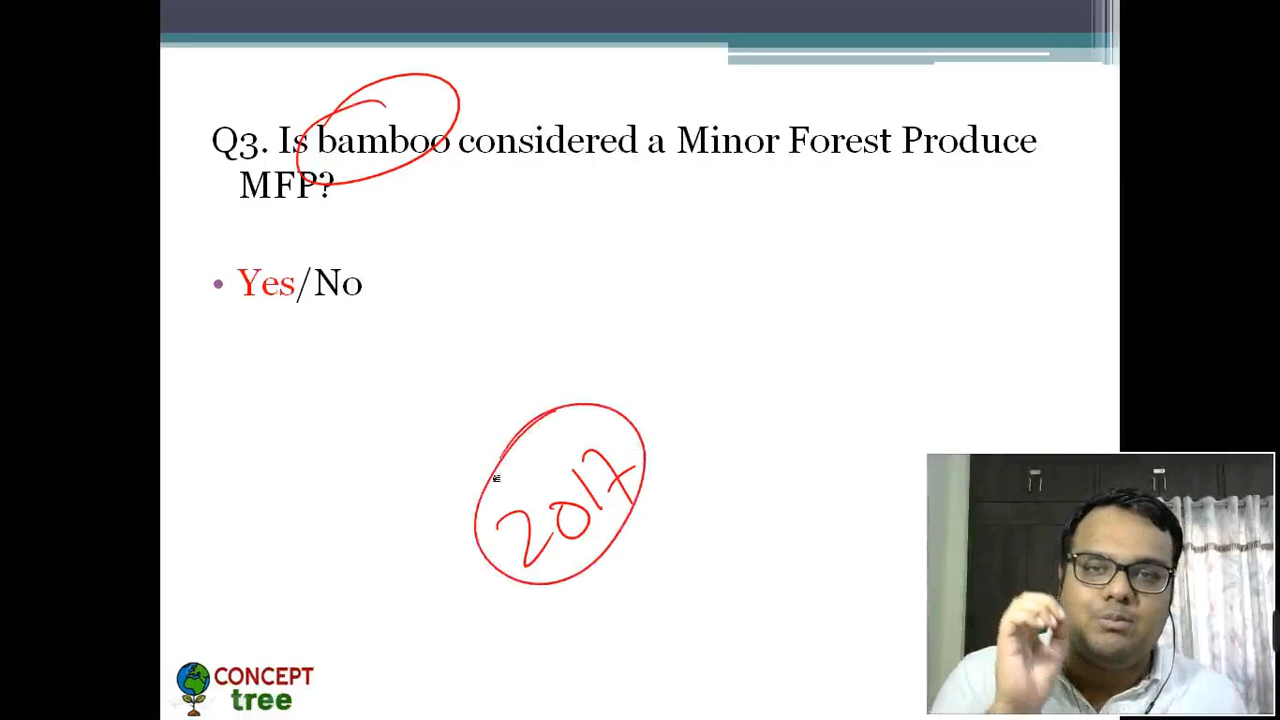 Q3. Is bamboo considered a Minor Forest Produce
MFP?
• Yes/No
2017
CONCEPT
tree